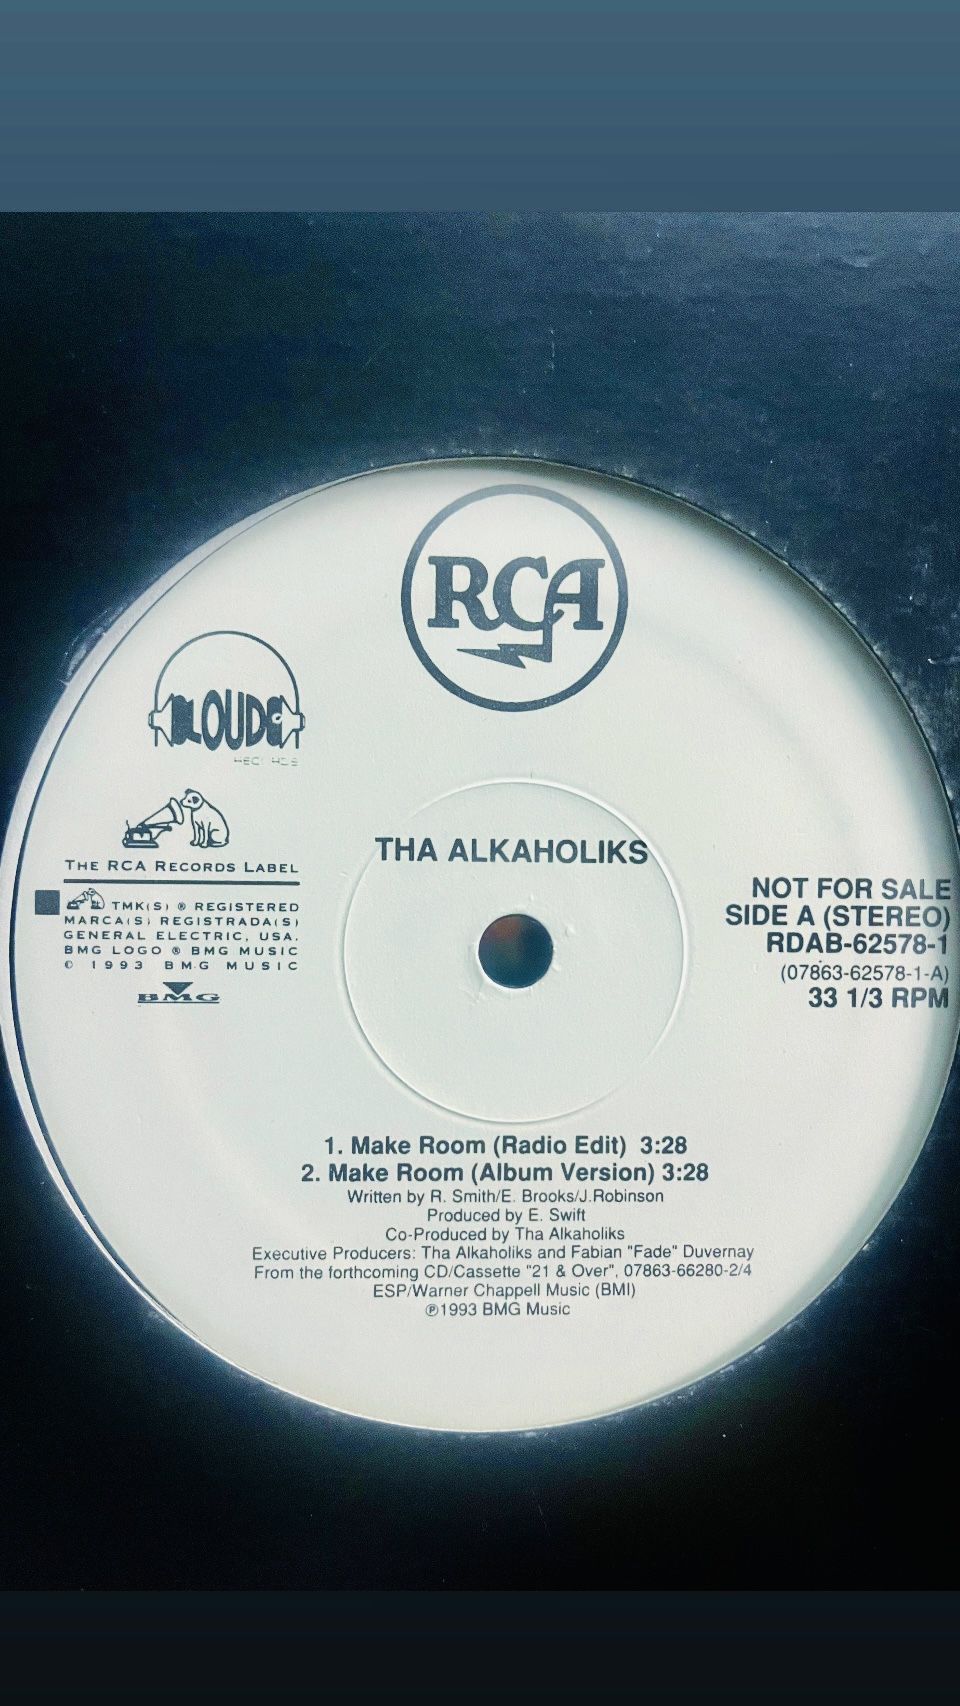 RCA
LOUD
RECORDS
THE RCA RECORDS LABEL
TMK(S) ® REGISTERED
MARCA(S) REGISTRADA(S)
GENERAL ELECTRIC, USA.
BMG LOGO ® BMG MUSIC
© 1993 BMG MUSIC
BMG
THA ALKAHOLIKS
NOT FOR SALE
SIDE A (STEREO)
RDAB-62578-1
(07863-62578-1-A)
33 1/3 RPM
1. Make Room (Radio Edit) 3:28
2. Make Room (Album Version) 3:28
Written by R. Smith/E. Brooks/J.Robinson
Produced by E. Swift
Co-Produced by Tha Alkaholiks
Executive Producers: Tha Alkaholiks and Fabian "Fade" Duvernay
From the forthcoming CD/Cassette "21 & Over", 07863-66280-2/4
ESP/Warner Chappell Music (BMI)
℗1993 BMG Music